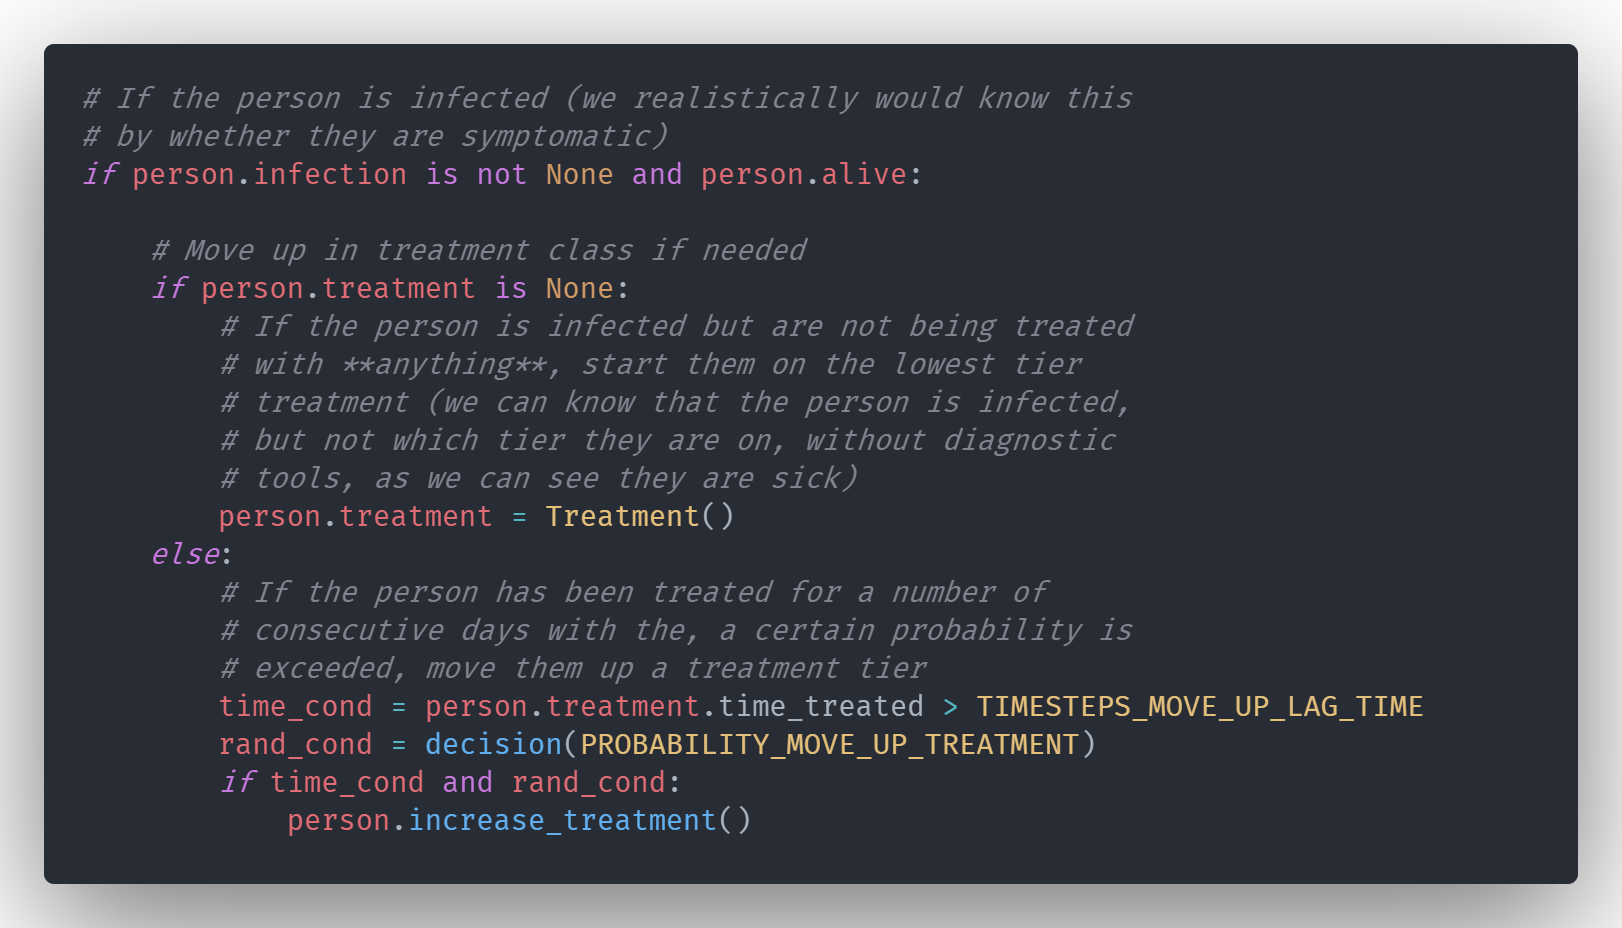 # If the person is infected (we realistically would know this
# by whether they are symptomatic)
if person.infection is not None and person.alive:
# Move up in treatment class if needed
if person.treatment is None:
# If the person is infected but are not being treated
# with **anything**, start them on the lowest tier
# treatment (we can know that the person is infected,
# but not which tier they are on, without diagnostic
# tools, as we can see they are sick)
person.treatment = Treatment()
else:
# If the person has been treated for a number of
# consecutive days with the, a certain probability is
# exceeded, move them up a treatment tier
time_cond = person.treatment.time_treated > TIMESTEPS_MOVE_UP_LAG_TIME
rand_cond = decision(PROBABILITY_MOVE_UP_TREATMENT)
if time_cond and rand_cond:
person.increase_treatment()